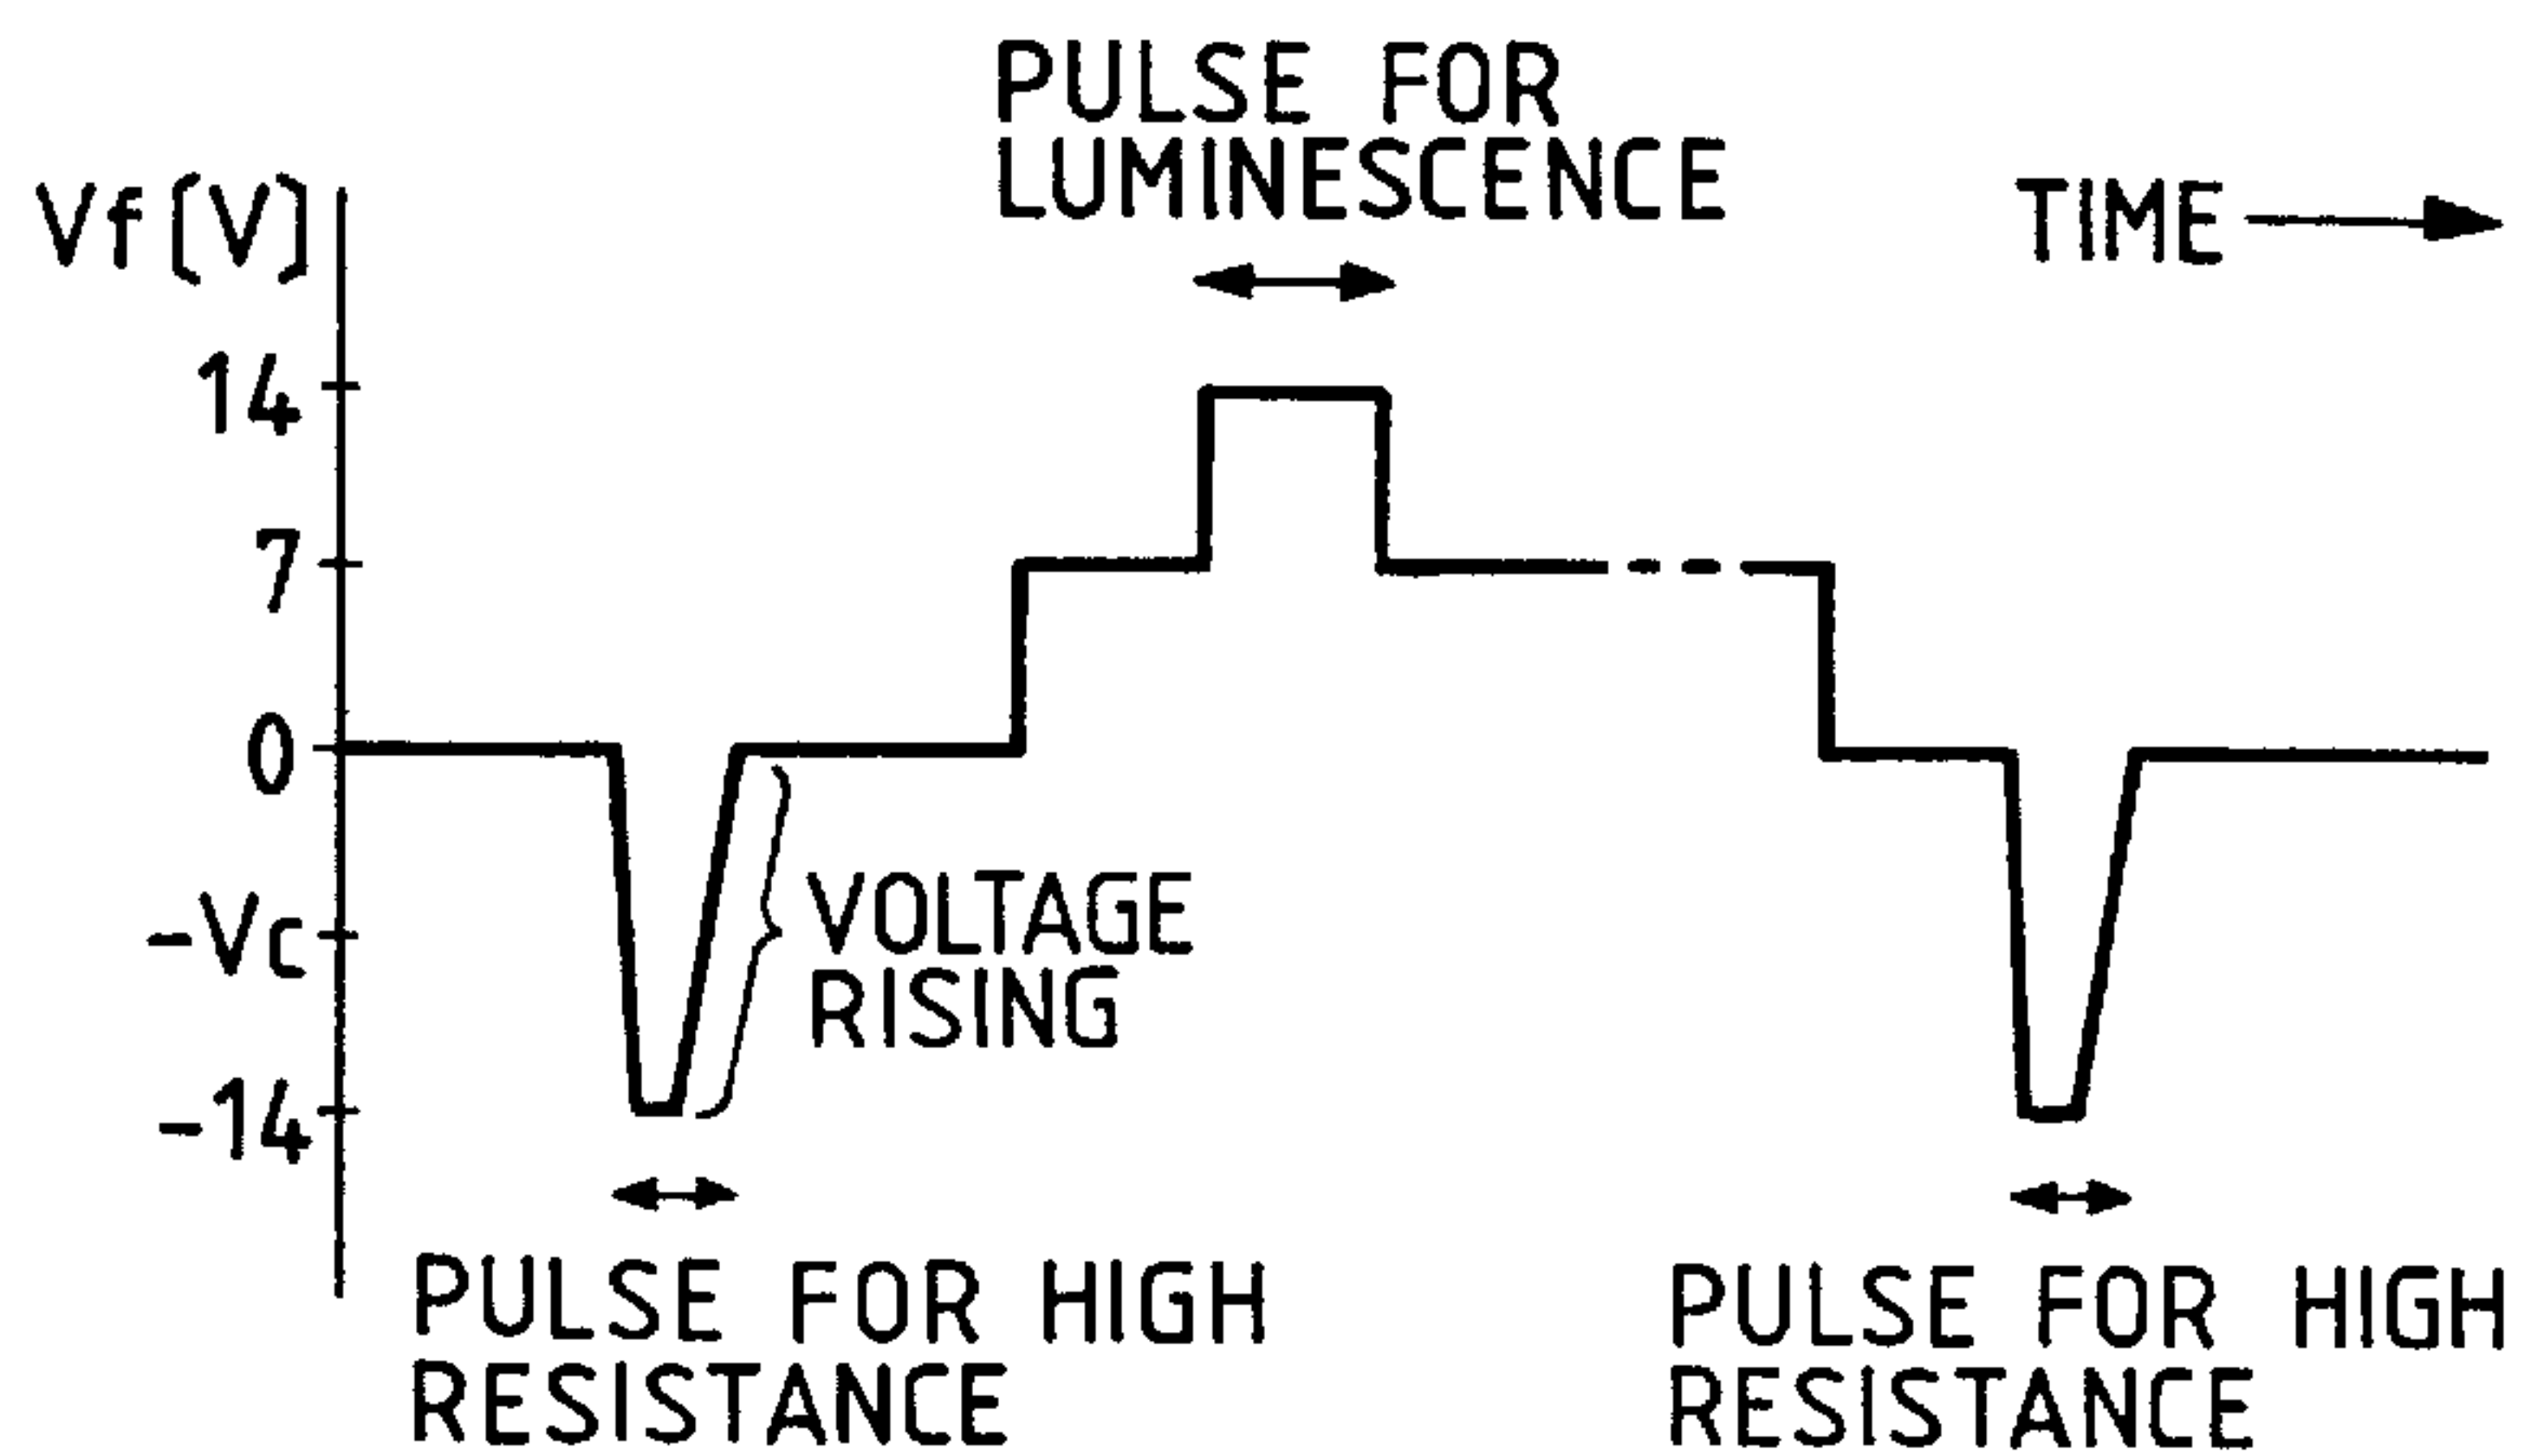 PULSE FOR
LUMINESCENCE
Vf(V)
TIME
14
7
0
-Vc
-14
VOLTAGE
RISING
PULSE FOR HIGH
RESISTANCE
PULSE FOR HIGH
RESISTANCE